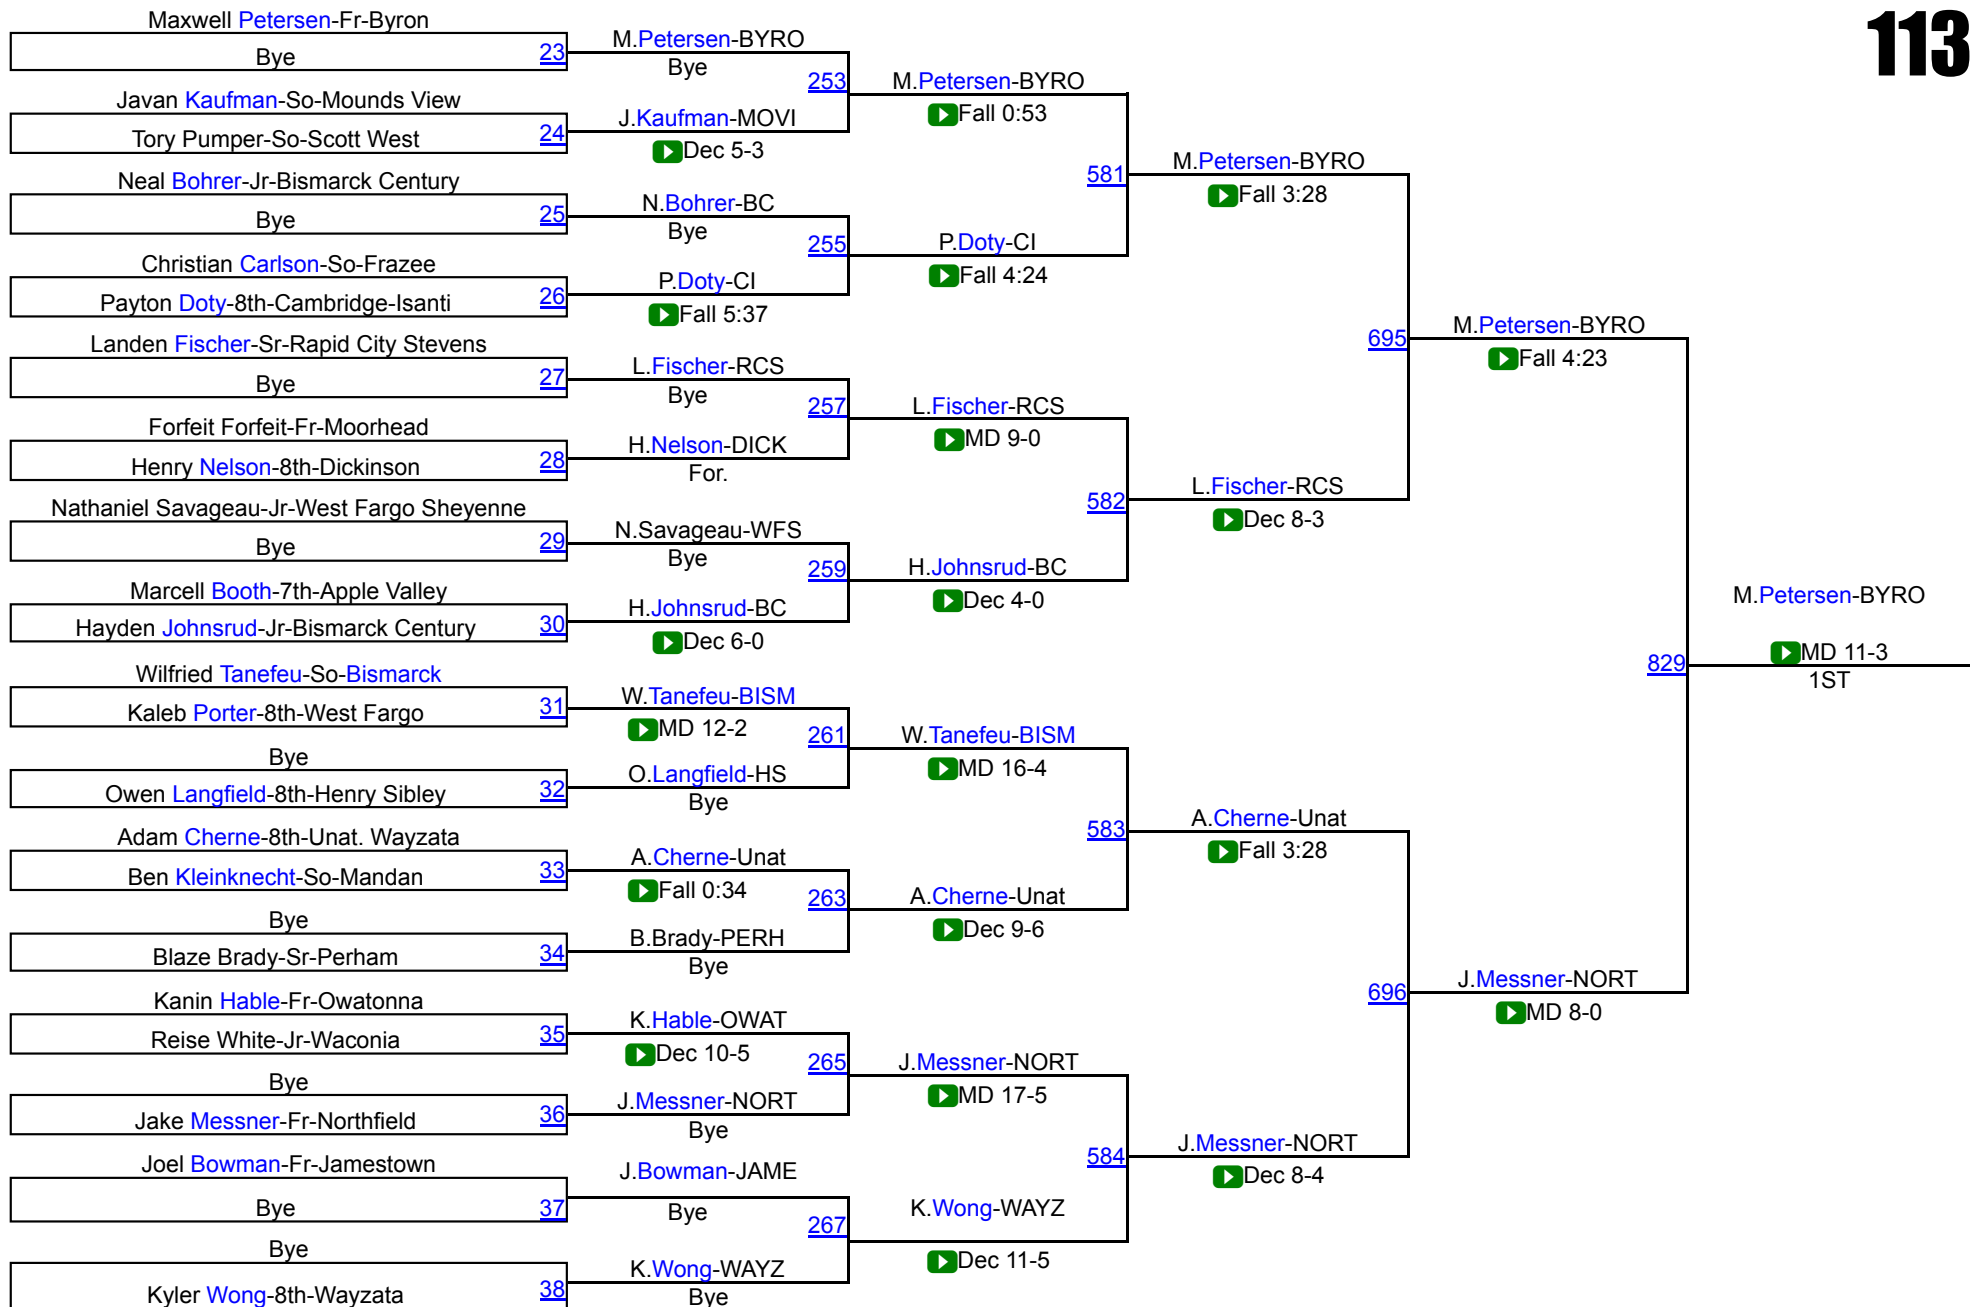 113
Maxwell Petersen-Fr-Byron
Bye
23
Javan Kaufman-So-Mounds View
Tory Pumper-So-Scott West
24
Neal Bohrer-Jr-Bismarck Century
Bye
25
Christian Carlson-So-Frazee
Payton Doty-8th-Cambridge-Isanti
26
Landen Fischer-Sr-Rapid City Stevens
Bye
27
Forfeit Forfeit-Fr-Moorhead
Henry Nelson-8th-Dickinson
28
Nathaniel Savageau-Jr-West Fargo Sheyenne
Bye
29
Marcell Booth-7th-Apple Valley
Hayden Johnsrud-Jr-Bismarck Century
30
Wilfried Tanefeu-So-Bismarck
Kaleb Porter-8th-West Fargo
31
Bye
Owen Langfield-8th-Henry Sibley
32
Adam Cherne-8th-Unat. Wayzata
Ben Kleinknecht-So-Mandan
33
Bye
Blaze Brady-Sr-Perham
34
Kanin Hable-Fr-Owatonna
Reise White-Jr-Waconia
35
Bye
Jake Messner-Fr-Northfield
36
Joel Bowman-Fr-Jamestown
Bye
37
Bye
Kyler Wong-8th-Wayzata
38
M.Petersen-BYRO
Bye
253
J.Kaufman-MOVI
Dec 5-3
N.Bohrer-BC
Bye
255
P.Doty-CI
Fall 5:37
L.Fischer-RCS
Bye
257
H.Nelson-DICK
For.
N.Savageau-WFS
Bye
259
H.Johnsrud-BC
Dec 6-0
W.Tanefeu-BISM
MD 12-2
261
O.Langfield-HS
Bye
A.Cherne-Unat
Fall 0:34
263
B.Brady-PERH
Bye
K.Hable-OWAT
Dec 10-5
265
J.Messner-NORT
Bye
J.Bowman-JAME
Bye
267
K.Wong-WAYZ
Bye
M.Petersen-BYRO
Fall 0:53
581
P.Doty-CI
Fall 4:24
L.Fischer-RCS
MD 9-0
582
H.Johnsrud-BC
Dec 4-0
W.Tanefeu-BISM
MD 16-4
583
A.Cherne-Unat
Dec 9-6
J.Messner-NORT
MD 17-5
584
K.Wong-WAYZ
Dec 11-5
M.Petersen-BYRO
Fall 3:28
695
L.Fischer-RCS
Dec 8-3
A.Cherne-Unat
Fall 3:28
696
J.Messner-NORT
Dec 8-4
M.Petersen-BYRO
Fall 4:23
829
J.Messner-NORT
MD 8-0
M.Petersen-BYRO
MD 11-3
1ST